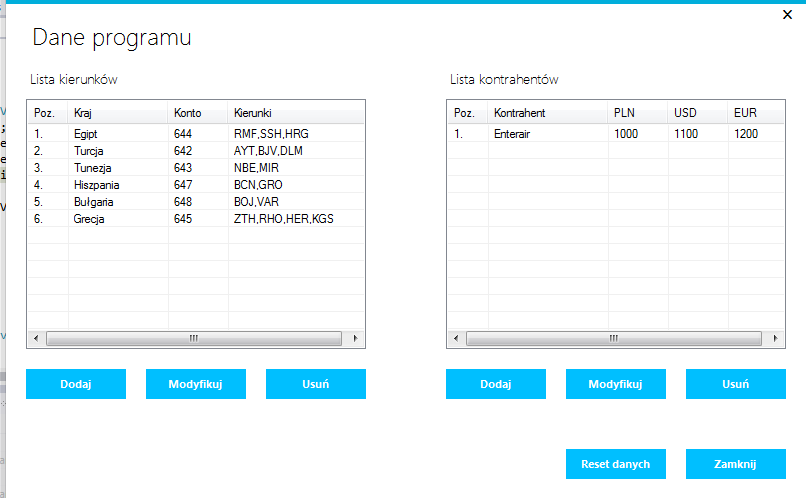 Dane programu
Lista kierunków
Poz. Kraj Konto Kierunki
1. Egipt 644 RMF,SSH,HRG
2. Turcja 642 AYT,BJV,DLM
3. Tunezja 643 NBE,MIR
4. Hiszpania 647 BCN,GRO
5. Bułgaria 648 BOJ,VAR
6. Grecja 645 ZTH,RHO,HER,KGS
Dodaj Modyfikuj Usuń
Lista kontrahentów
Poz. Kontrahent PLN USD EUR
1. Enterair 1000 1100 1200
Dodaj Modyfikuj Usuń
Reset danych Zamknij